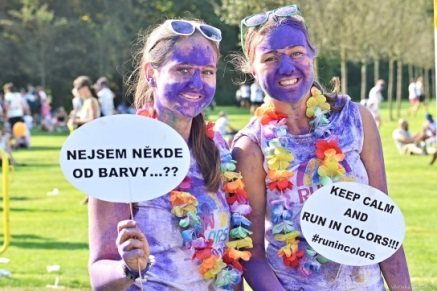 NEJSEM NĚKDE
OD BARVY...??
KEEP CALM
AND
RUN IN COLORS!!!
#runincolors